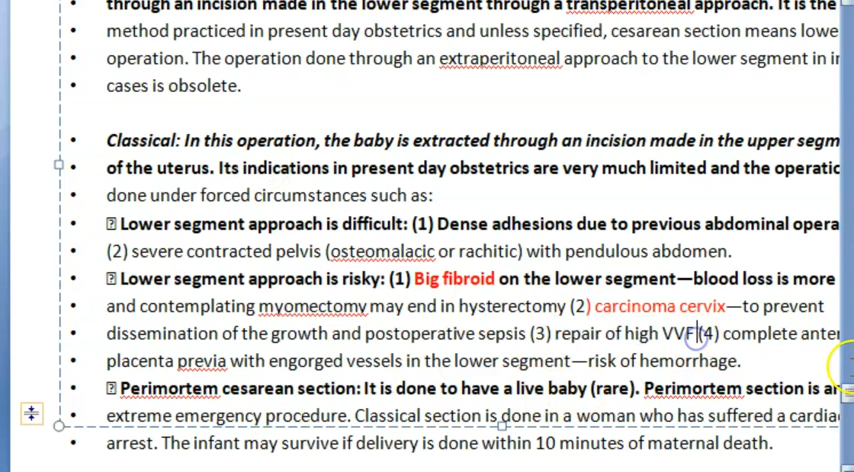 through an incision made in the lower segment through a transperitoneal approach. It is the
method practiced in present day obstetrics and unless specified, cesarean section means lowe
operation. The operation done through an extraperitoneal approach to the lower segment in in
cases is obsolete.
Classical: In this operation, the baby is extracted through an incision made in the upper segm
of the uterus. Its indications in present day obstetrics are very much limited and the operatio
done under forced circumstances such as:
Lower segment approach is difficult: (1) Dense adhesions due to previous abdominal opera
(2) severe contracted pelvis (osteomalacic or rachitic) with pendulous abdomen.
Lower segment approach is risky: (1) Big fibroid on the lower segment—blood loss is more
and contemplating myomectomy may end in hysterectomy (2) carcinoma cervix—to prevent
dissemination of the growth and postoperative sepsis (3) repair of high VVF (4) complete anter
placenta previa with engorged vessels in the lower segment—risk of hemorrhage.
Perimortem cesarean section: It is done to have a live baby (rare). Perimortem section is an
extreme emergency procedure. Classical section is done in a woman who has suffered a cardia
arrest. The infant may survive if delivery is done within 10 minutes of maternal death.